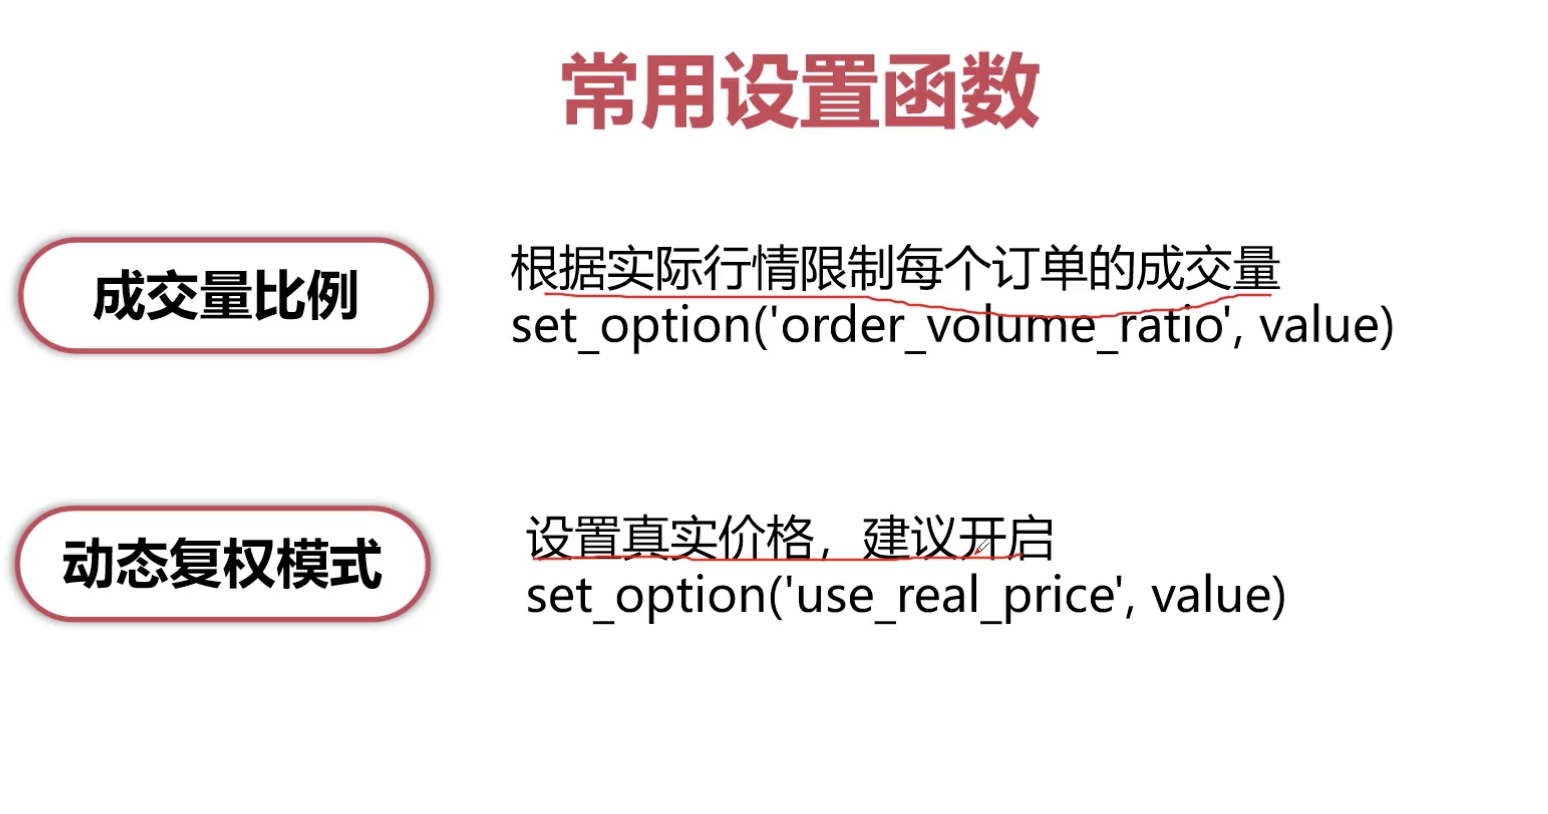 常用设置函数
成交量比例
根据实际行情限制每个订单的成交量
set_option('order_volume_ratio', value)
动态复权模式
设置真实价格，建议开启
set_option('use_real_price', value)